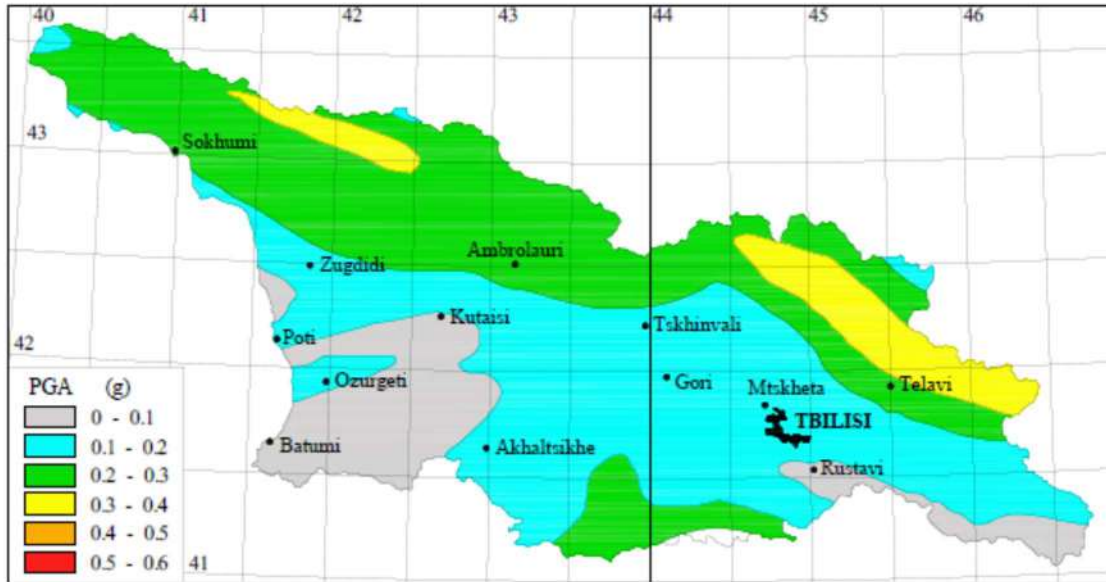 40 41 42 43 44 45 46
43
Sokhumi
Ambrolauri
Zugdidi
Kutaisi
Tskhinvali
Poti
42
Ozurgeti
Gori
Telavi
Mtskheta
TBILISI
Batumi
Akhaltsikhe
Rustavi
41
PGA (g)
0 - 0.1
0.1 - 0.2
0.2 - 0.3
0.3 - 0.4
0.4 - 0.5
0.5 - 0.6